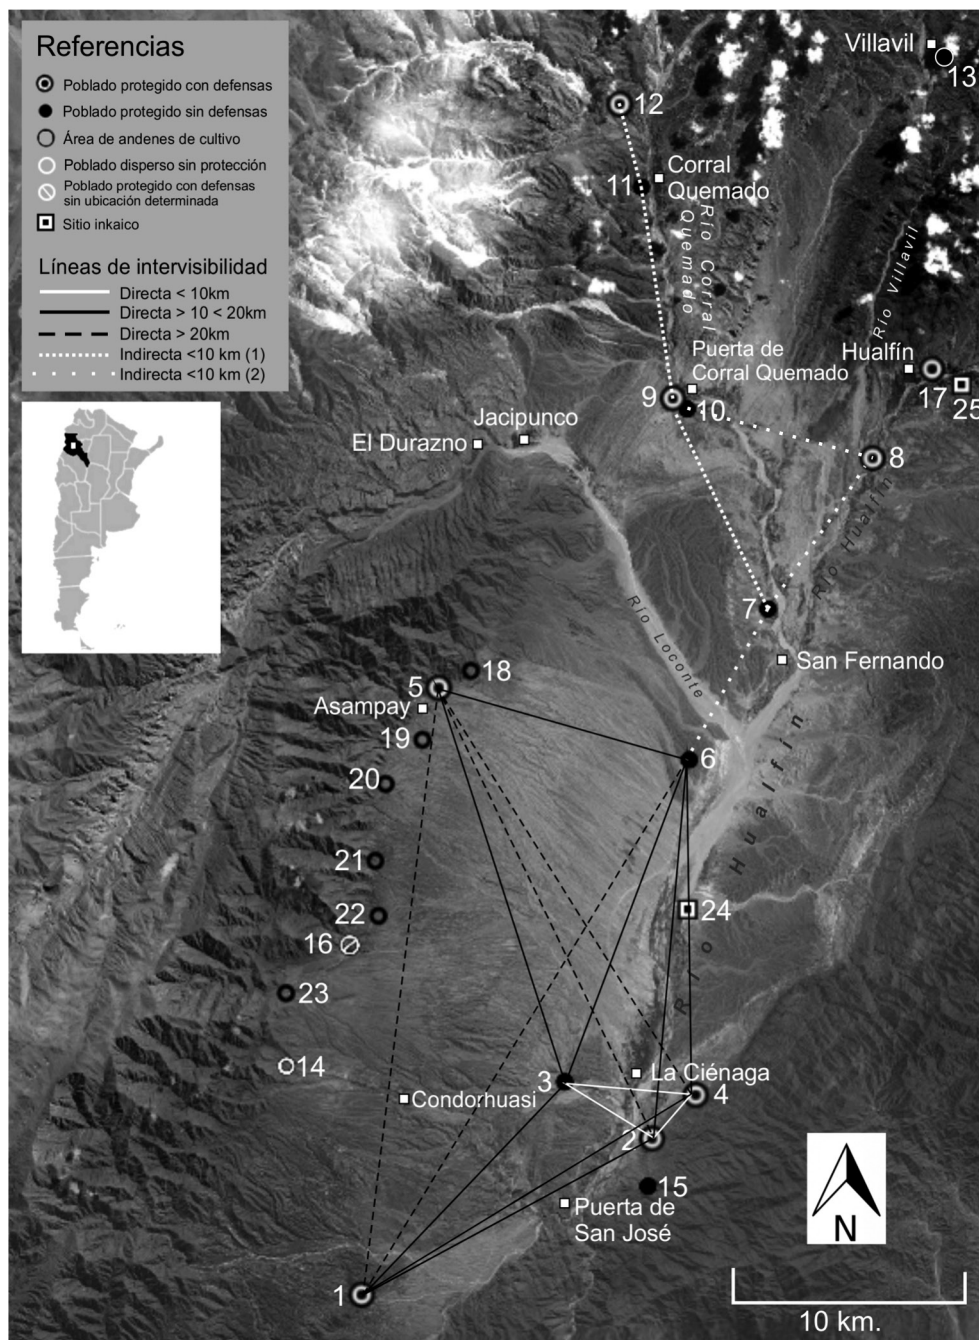 Referencias
Poblado protegido con defensas
Poblado protegido sin defensas
Área de andenes de cultivo
Poblado disperso sin protección
Poblado protegido con defensas
sin ubicación determinada
Sitio inkaico
Líneas de intervisibilidad
Directa < 10km
Directa > 10 < 20km
Directa > 20km
Indirecta <10 km (1)
Indirecta <10 km (2)
Villavil
13
12
11
Corral
Quemado
Río Corral
Quemado
Río Villavil
Hualfín
17
25
Puerta de
Corral Quemado
9
10
Jacipunco
El Durazno
8
Río Hualfín
7
Río Loconte
San Fernando
18
5
Asampay
19
6
20
21
22
16
23
14
24
Río Hualfín
3
La Ciénaga
Condorhuasi
4
2
15
Puerta de
San José
1
N
10 km.